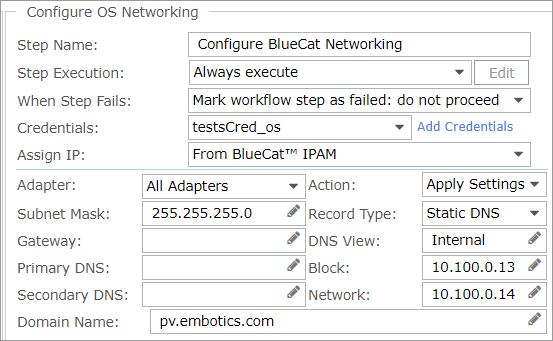 Configure OS Networking
Step Name: Configure BlueCat Networking
Step Execution: Always execute Edit
When Step Fails: Mark workflow step as failed: do not proceed
Credentials: testsCred_os Add Credentials
Assign IP: From BlueCat™ IPAM
Adapter: All Adapters Action: Apply Settings
Subnet Mask: 255.255.255.0 Record Type: Static DNS
Gateway: DNS View: Internal
Primary DNS: Block: 10.100.0.13
Secondary DNS: Network: 10.100.0.14
Domain Name: pv.embotics.com